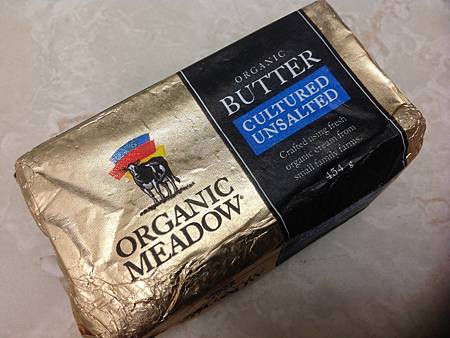 ORGANIC
BUTTER
CULTURED
UNSALTED
Crafted using fresh
organic cream from
small family farms.
454 g
ORGANIC
MEADOW